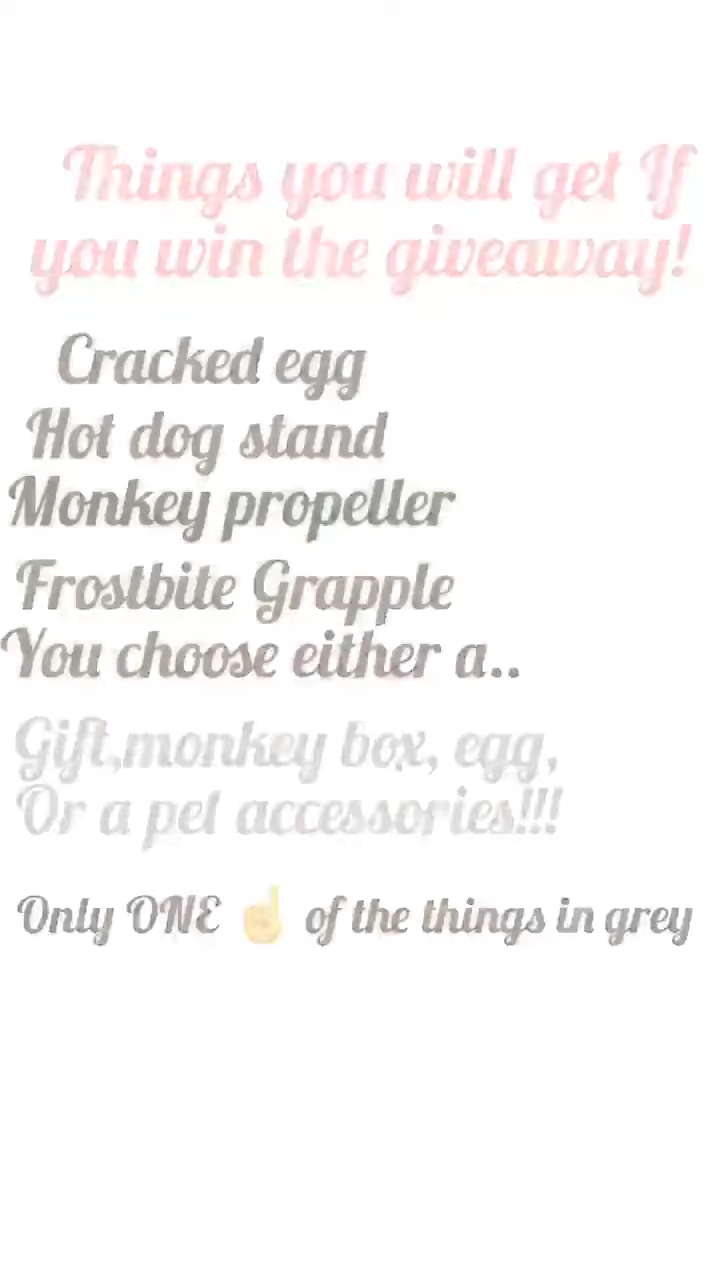 Things you will get If
you win the giveaway!
Cracked egg
Hot dog stand
Monkey propeller
Frostbite Grapple
You choose either a..
Gift,monkey box, egg,
Or a pet accessories!!!
Only ONE ☝ of the things in grey